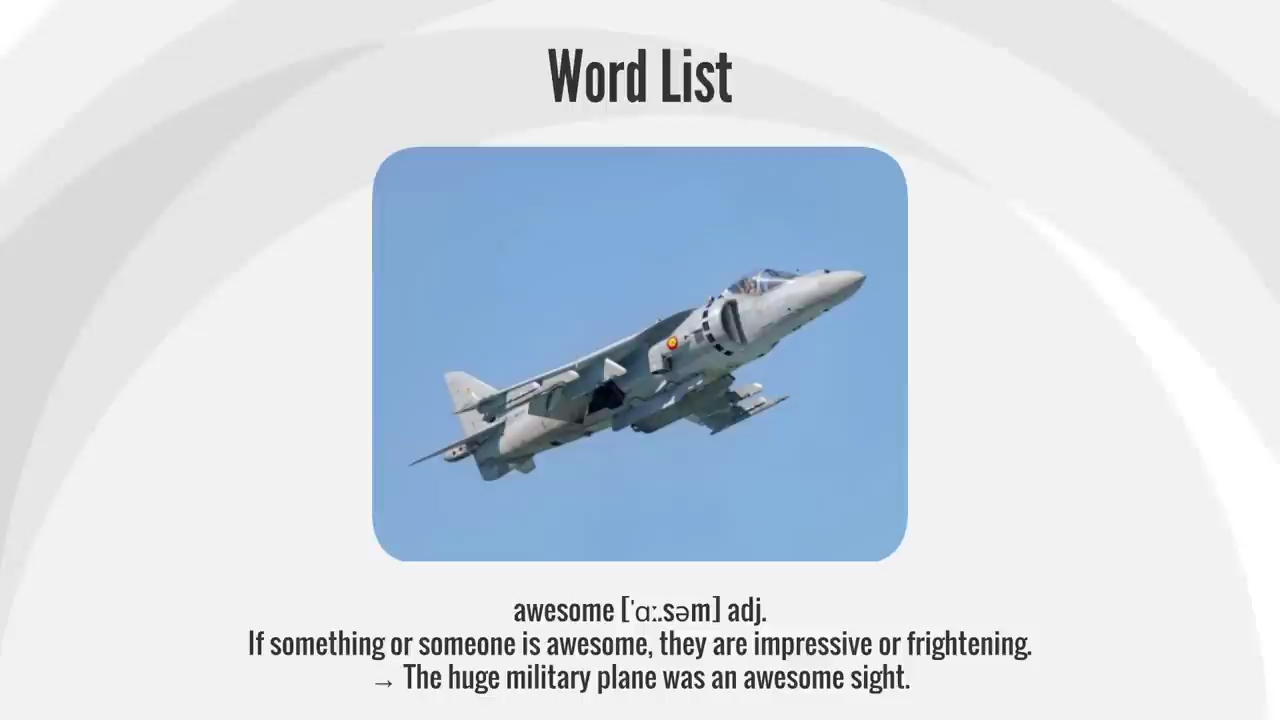 Word List
awesome [ˈɑː.səm] adj.
If something or someone is awesome, they are impressive or frightening.
→ The huge military plane was an awesome sight.